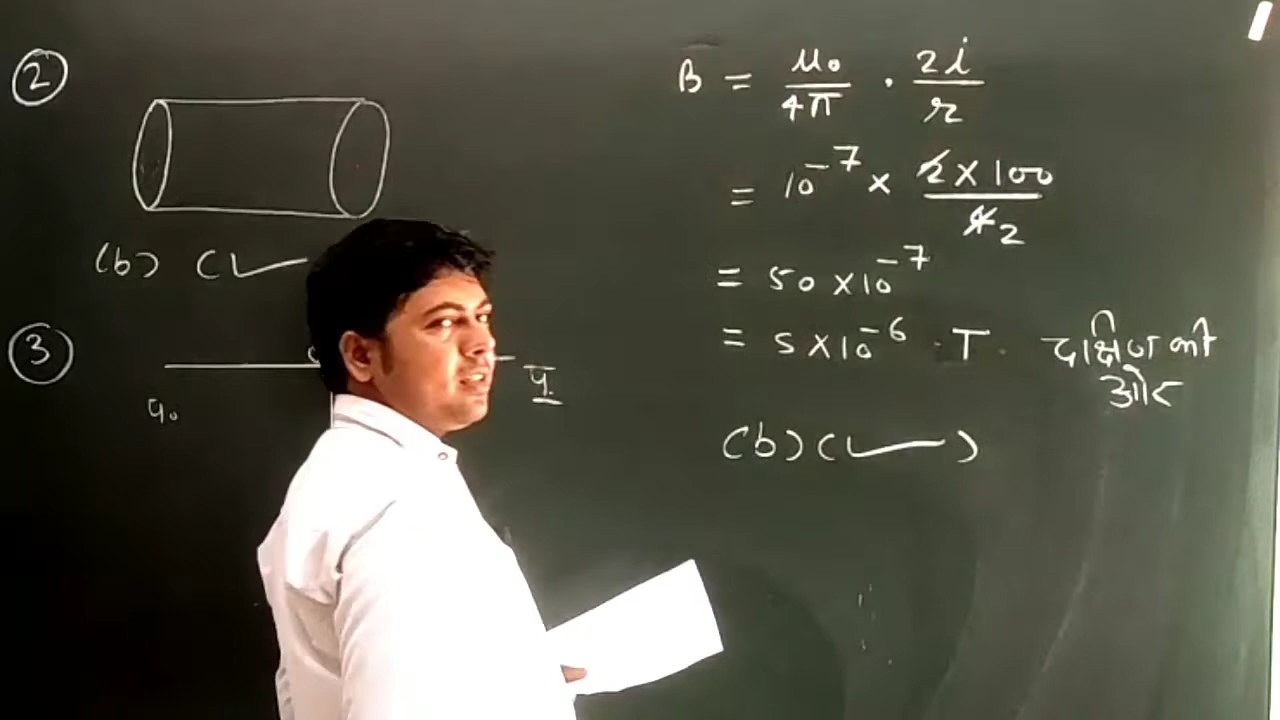 2
(b) (✓
3
प०
पू.
B = μ₀/4π · 2i/r
= 10⁻⁷ × 2 × 100/4 2
= 50 × 10⁻⁷
= 5 × 10⁻⁶ · T · दक्षिण की
ओर
(b) (✓)